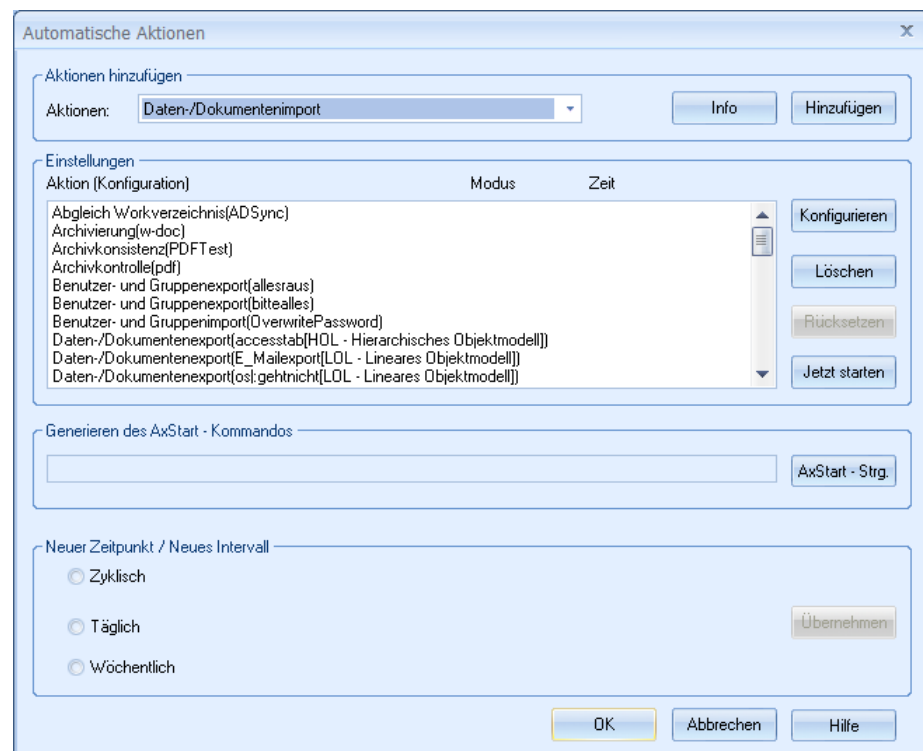 Automatische Aktionen
Aktionen hinzufügen
Aktionen: Daten-/Dokumentenimport Info Hinzufügen
Einstellungen
Aktion (Konfiguration) Modus Zeit
Abgleich Workverzeichnis(ADSync)
Archivierung(w-doc)
Archivkonsistenz(PDFTest)
Archivkontrolle(pdf)
Benutzer- und Gruppenexport(allesraus)
Benutzer- und Gruppenexport(bittealles)
Benutzer- und Gruppenimport(OverwritePassword)
Daten-/Dokumentenexport(accesstab[HOL - Hierarchisches Objektmodell])
Daten-/Dokumentenexport(E_Mailexport[LOL - Lineares Objektmodell])
Daten-/Dokumentenexport(os|:gehtnicht[LOL - Lineares Objektmodell])
Konfigurieren
Löschen
Rücksetzen
Jetzt starten
Generieren des AxStart - Kommandos
AxStart - Strg.
Neuer Zeitpunkt / Neues Intervall
Zyklisch
Täglich
Wöchentlich
Übernehmen
OK Abbrechen Hilfe